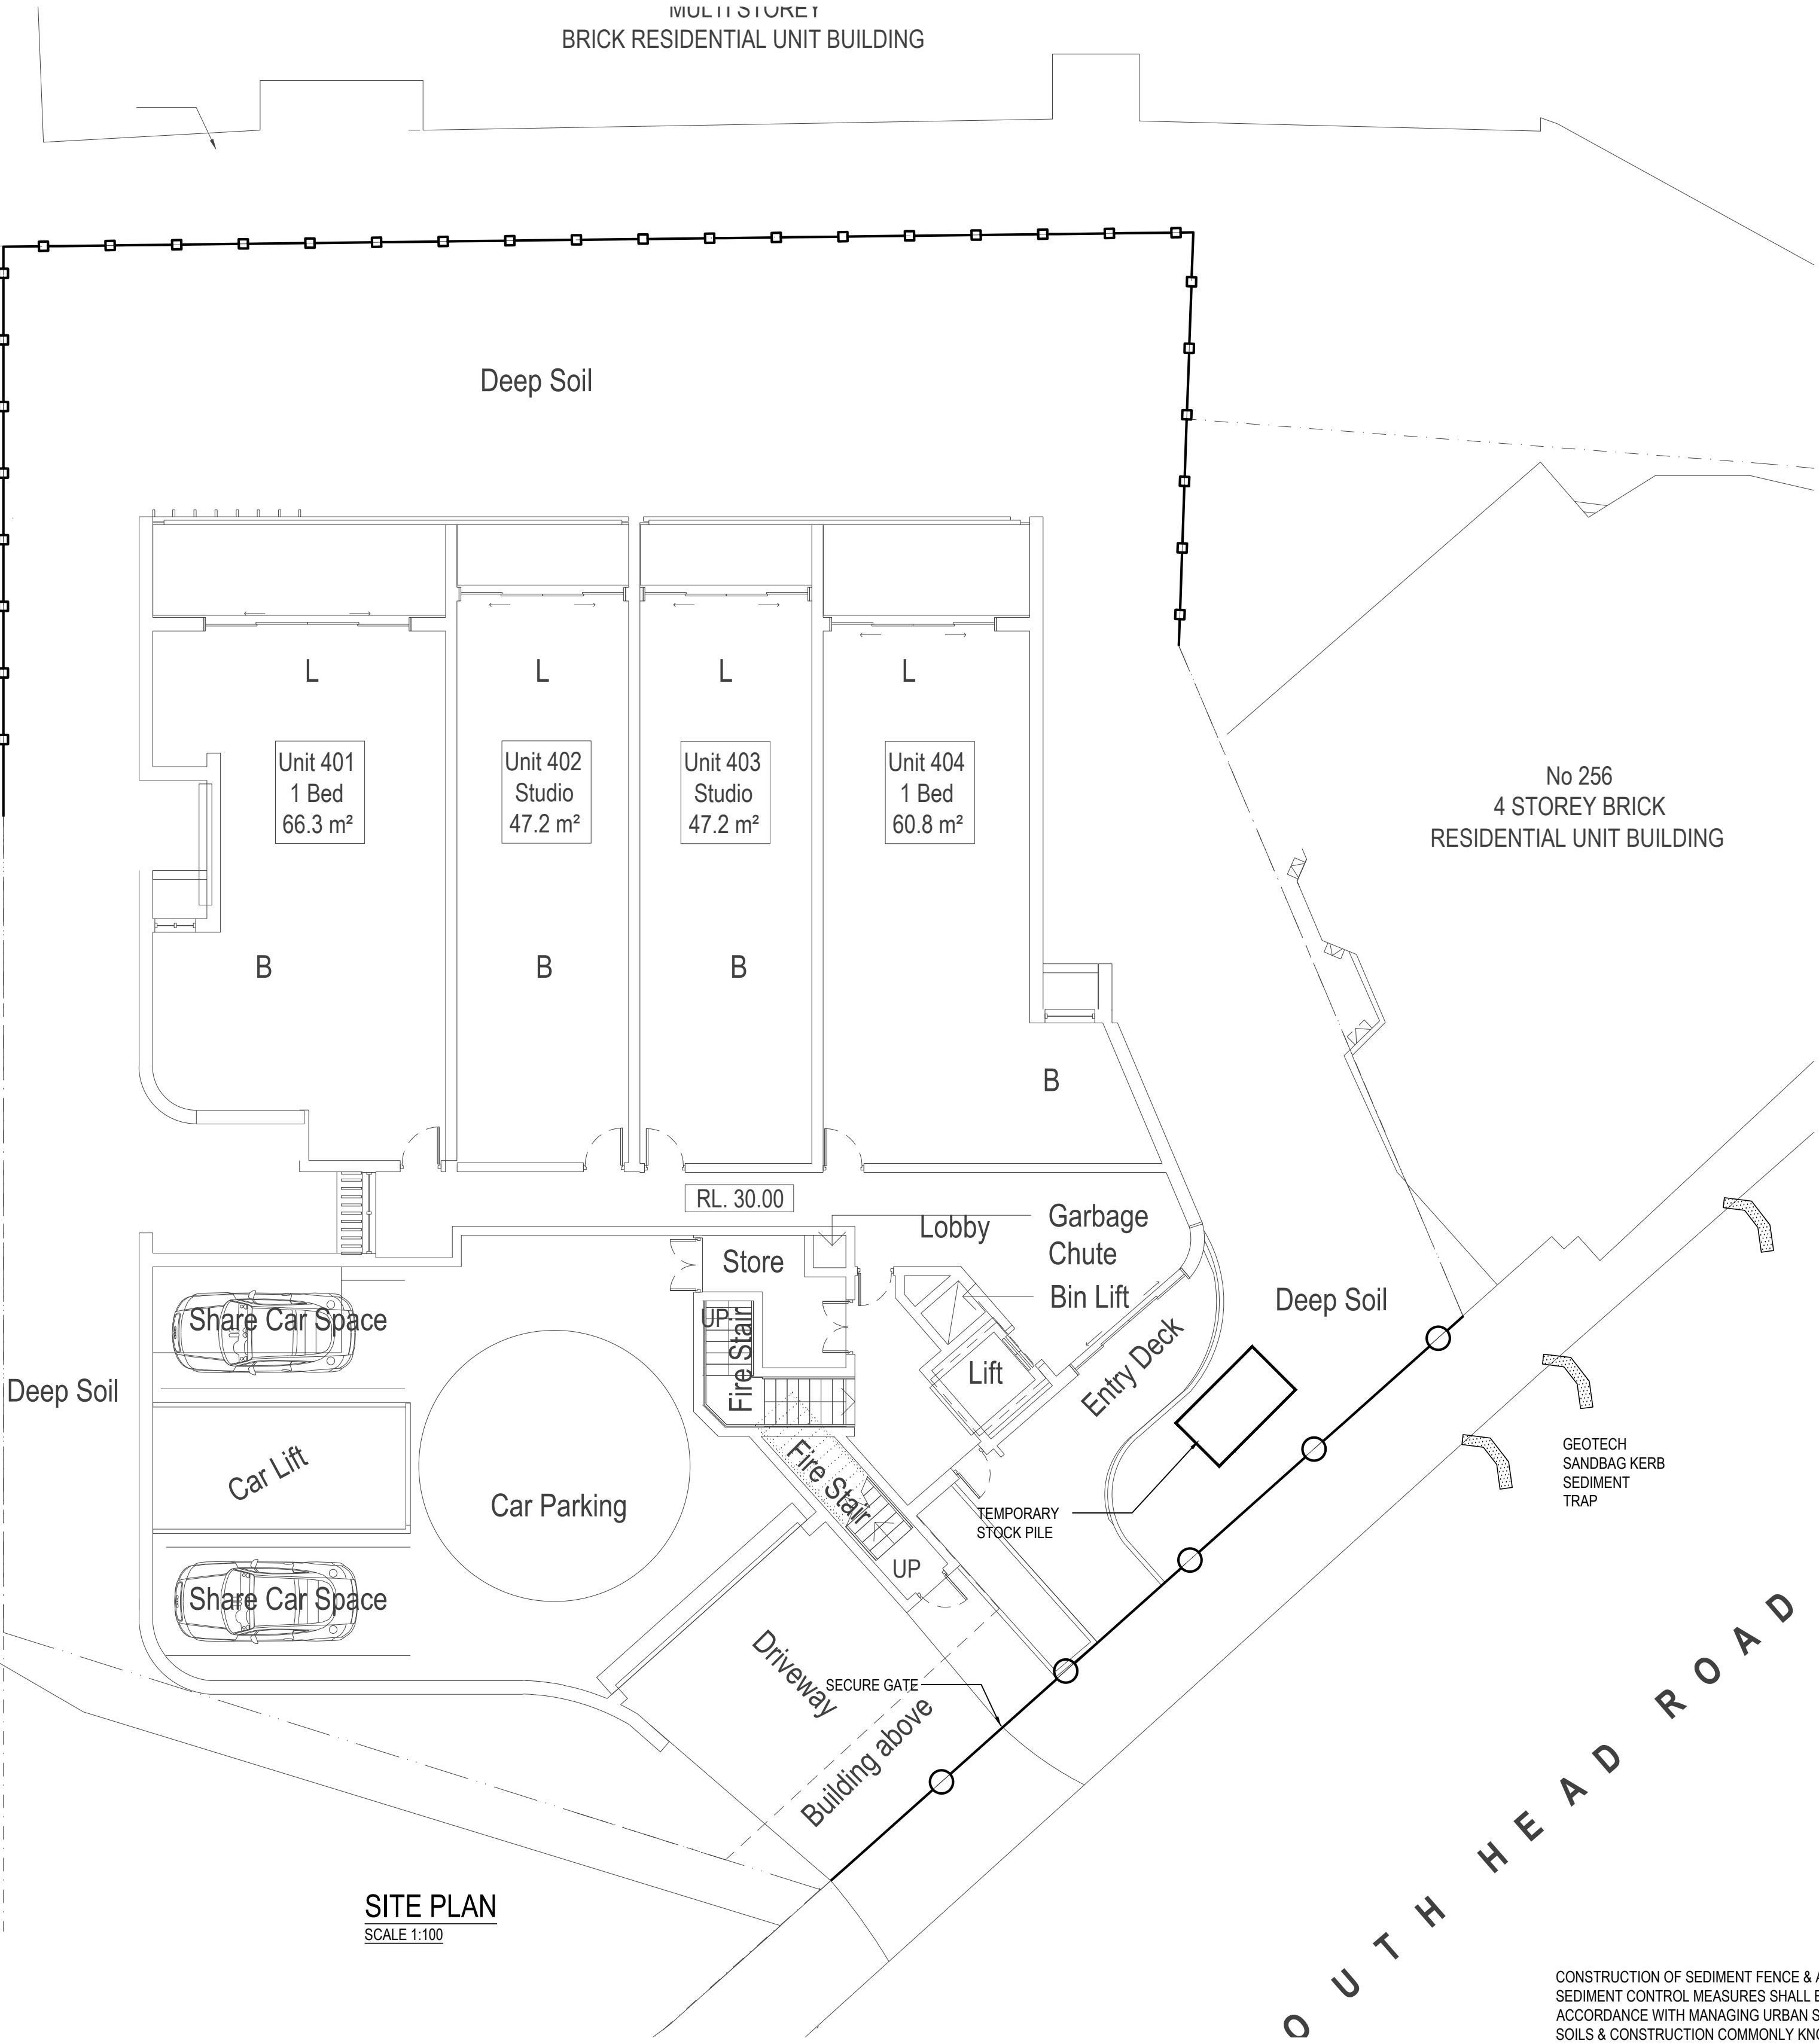 MULTI STOREY
BRICK RESIDENTIAL UNIT BUILDING
Deep Soil
L
L
L
L
Unit 401
1 Bed
66.3 m²
Unit 402
Studio
47.2 m²
Unit 403
Studio
47.2 m²
Unit 404
1 Bed
60.8 m²
No 256
4 STOREY BRICK
RESIDENTIAL UNIT BUILDING
B
B
B
B
RL. 30.00
Lobby
Garbage
Chute
Bin Lift
Store
UP
Fire Stair
Share Car Space
Deep Soil
Entry Deck
Lift
Deep Soil
Car Lift
Car Parking
Fire Stair
UP
TEMPORARY
STOCK PILE
GEOTECH
SANDBAG KERB
SEDIMENT
TRAP
Share Car Space
Driveway
SECURE GATE
Building above
OUTH HEAD ROAD
SITE PLAN
SCALE 1:100
CONSTRUCTION OF SEDIMENT FENCE &
SEDIMENT CONTROL MEASURES SHALL
ACCORDANCE WITH MANAGING URBAN
SOILS & CONSTRUCTION COMMONLY